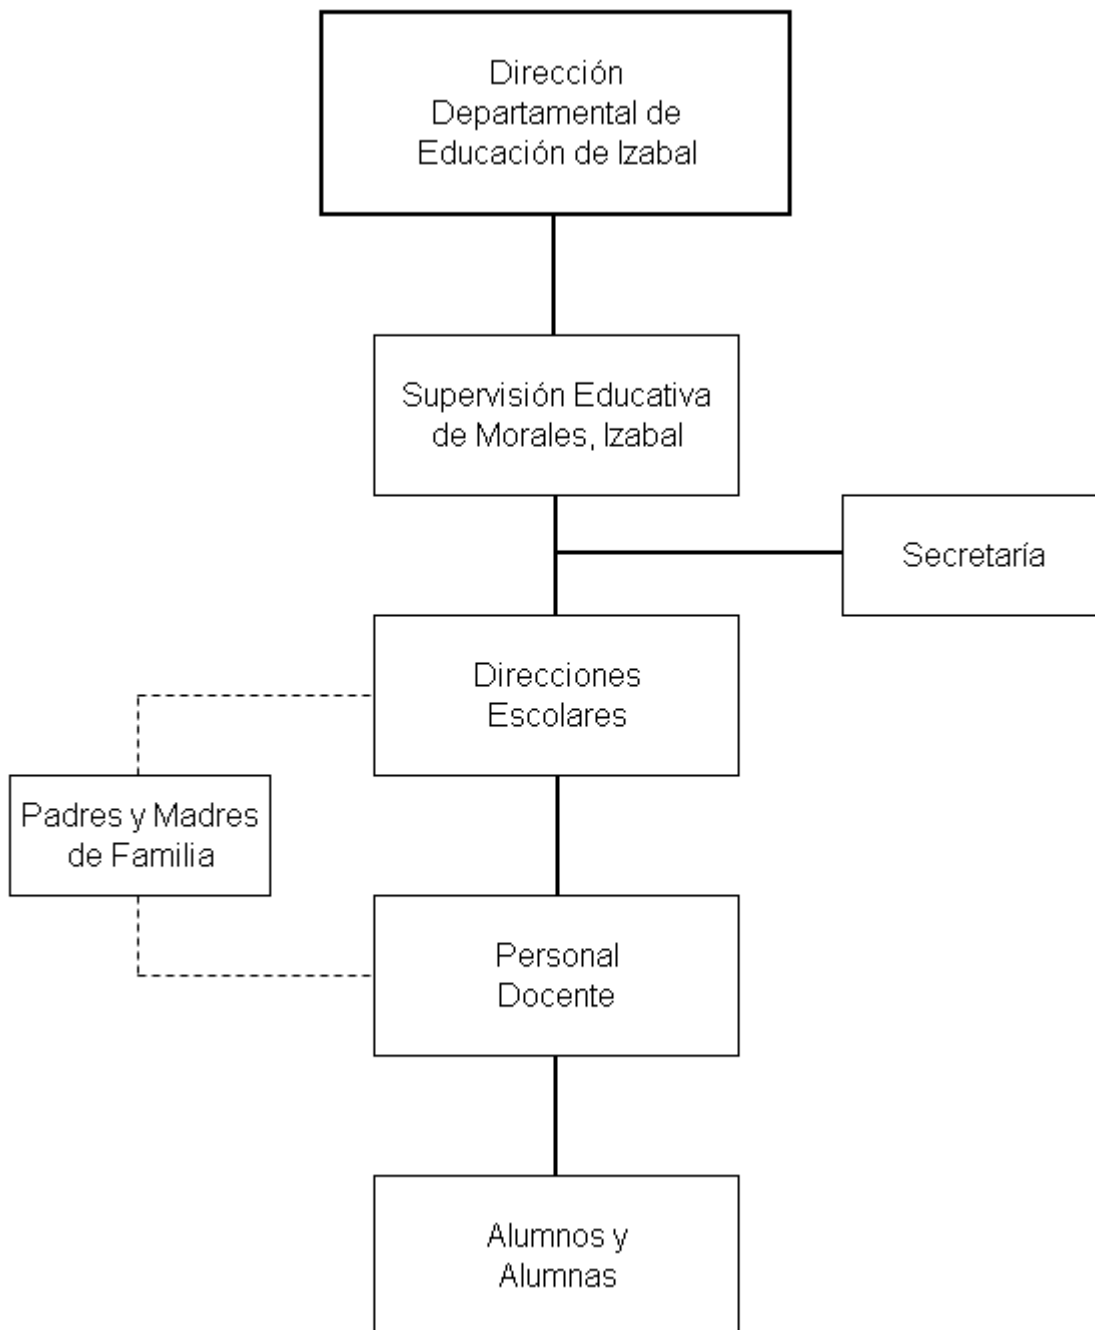 Dirección
Departamental de
Educación de Izabal
Supervisión Educativa
de Morales, Izabal
Secretaría
Direcciones
Escolares
Padres y Madres
de Familia
Personal
Docente
Alumnos y
Alumnas